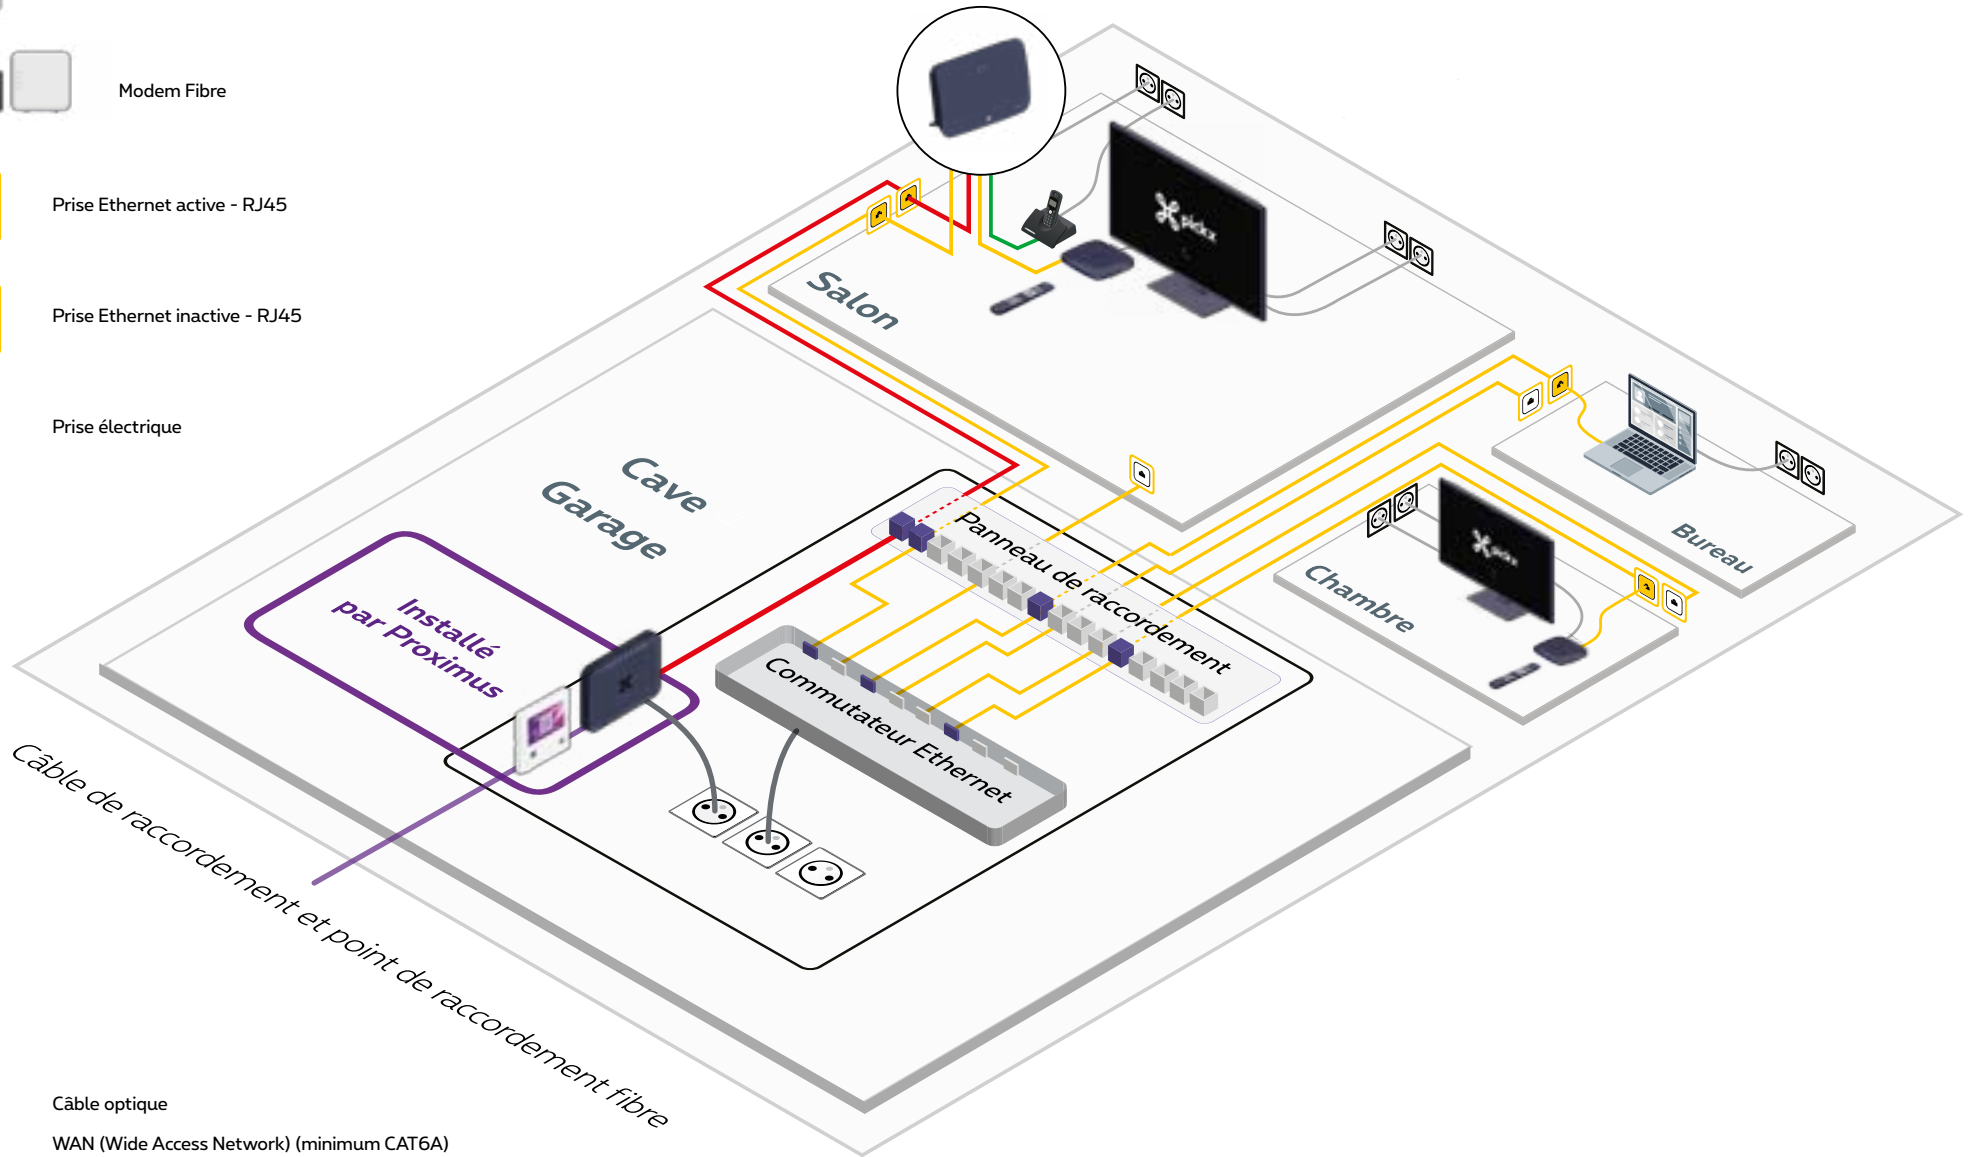 Modem Fibre
Prise Ethernet active - RJ45
Prise Ethernet inactive - RJ45
Prise électrique
Salon
pickx
Cave
Garage
Bureau
Chambre
pickx
Panneau de raccordement
Installé
par Proximus
Commutateur Ethernet
Câble de raccordement et point de raccordement fibre
Câble optique
WAN (Wide Access Network) (minimum CAT6A)